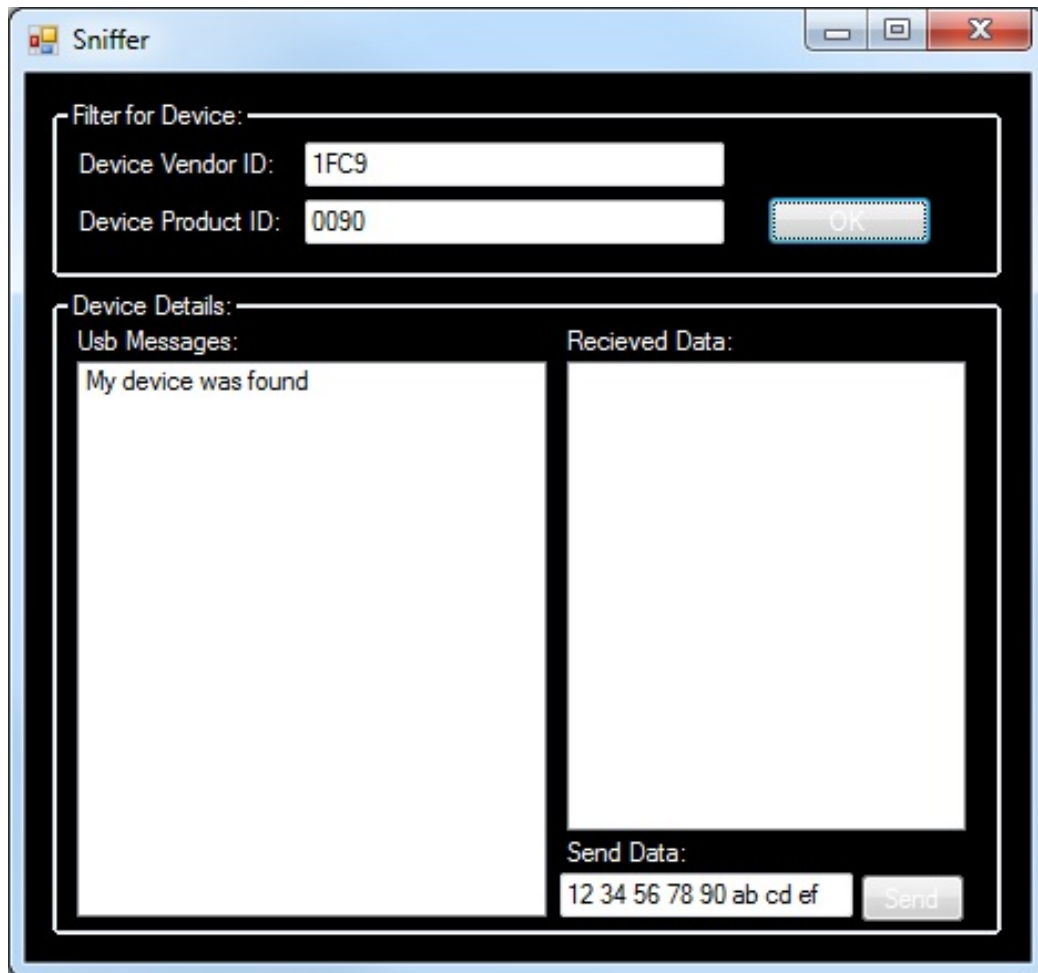 Sniffer
Filter for Device:
Device Vendor ID: 1FC9
Device Product ID: 0090 OK
Device Details:
Usb Messages: Recieved Data:
My device was found
Send Data:
12 34 56 78 90 ab cd ef Send